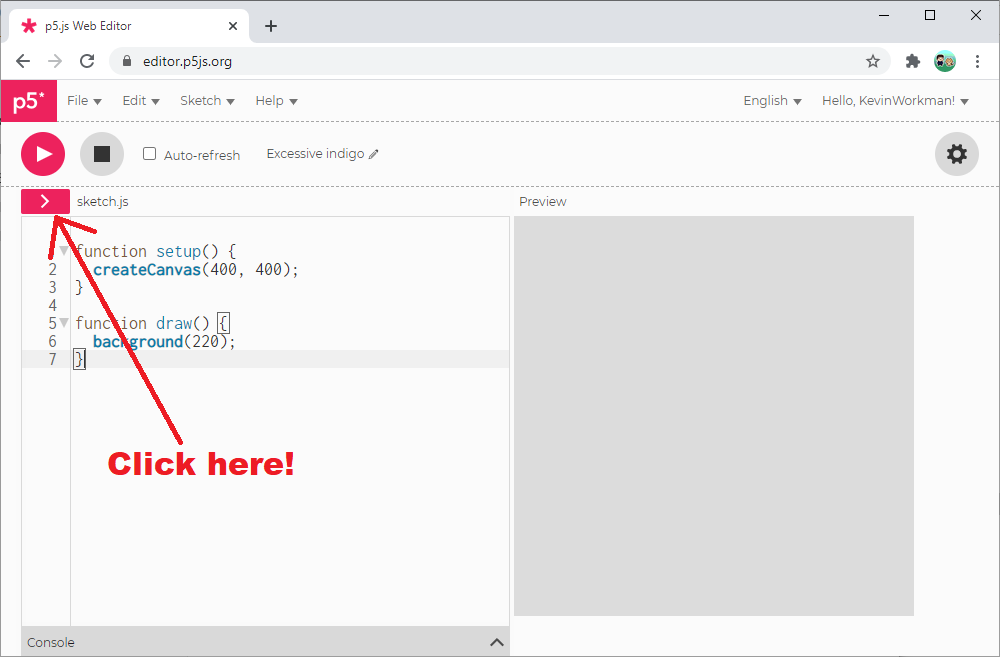 p5.js Web Editor
editor.p5js.org
p5* File Edit Sketch Help English Hello, KevinWorkman!
Auto-refresh Excessive indigo
sketch.js Preview
function setup() {
2 createCanvas(400, 400);
3 }
4
5 function draw() {
6 background(220);
7 }
Click here!
Console